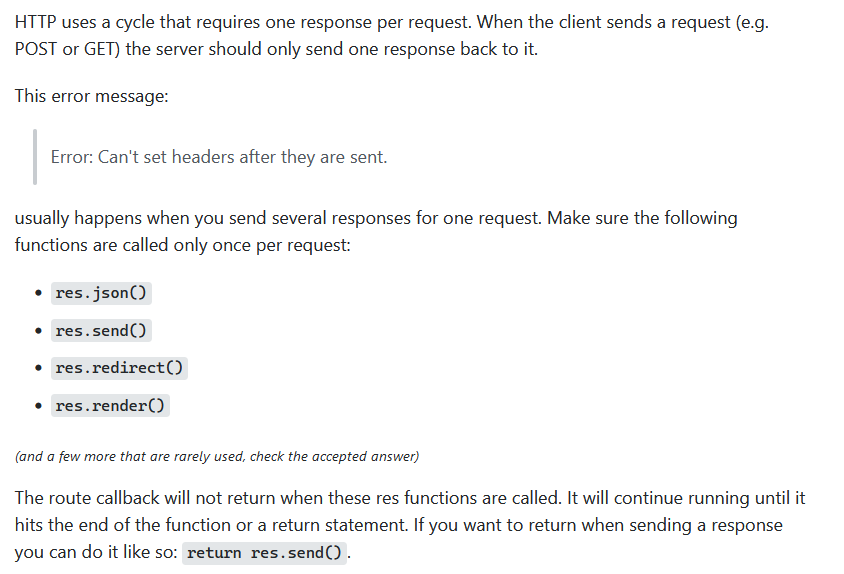 HTTP uses a cycle that requires one response per request. When the client sends a request (e.g.
POST or GET) the server should only send one response back to it.
This error message:
Error: Can't set headers after they are sent.
usually happens when you send several responses for one request. Make sure the following
functions are called only once per request:
• res.json()
• res.send()
• res.redirect()
• res.render()
(and a few more that are rarely used, check the accepted answer)
The route callback will not return when these res functions are called. It will continue running until it
hits the end of the function or a return statement. If you want to return when sending a response
you can do it like so: return res.send().